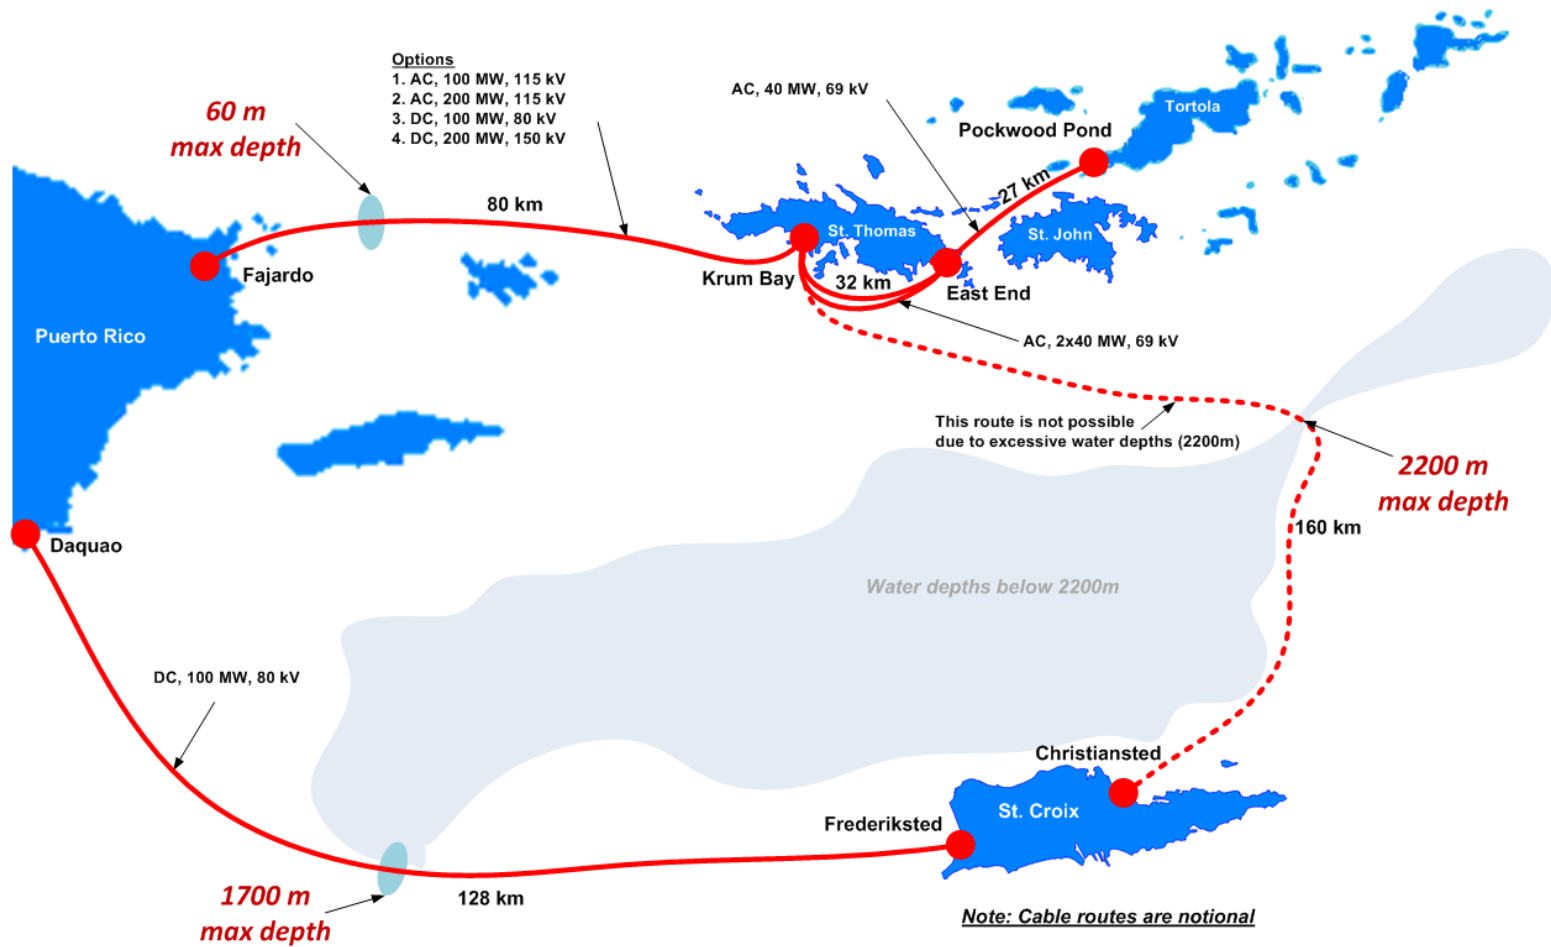 Options
1. AC, 100 MW, 115 kV
2. AC, 200 MW, 115 kV
3. DC, 100 MW, 80 kV
4. DC, 200 MW, 150 kV
60 m
max depth
AC, 40 MW, 69 kV
Tortola
Pockwood Pond
80 km
27 km
St. Thomas
St. John
Fajardo
Krum Bay
32 km
East End
Puerto Rico
AC, 2x40 MW, 69 kV
This route is not possible
due to excessive water depths (2200m)
2200 m
max depth
160 km
Daquao
Water depths below 2200m
DC, 100 MW, 80 kV
Christiansted
St. Croix
Frederiksted
1700 m
max depth
128 km
Note: Cable routes are notional